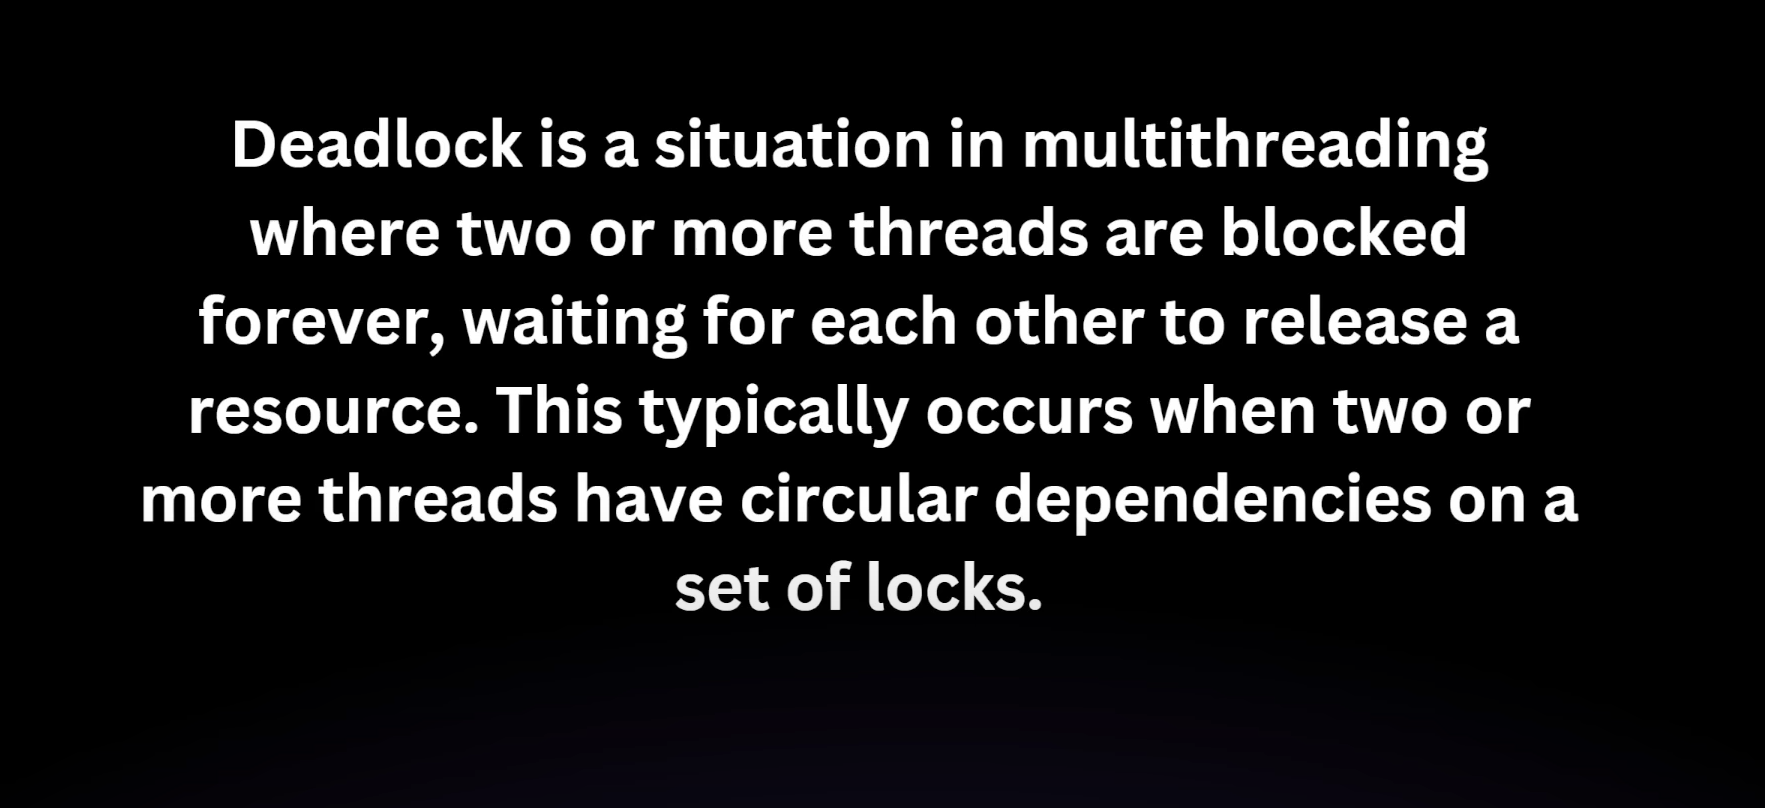 Deadlock is a situation in multithreading
where two or more threads are blocked
forever, waiting for each other to release a
resource. This typically occurs when two or
more threads have circular dependencies on a
set of locks.